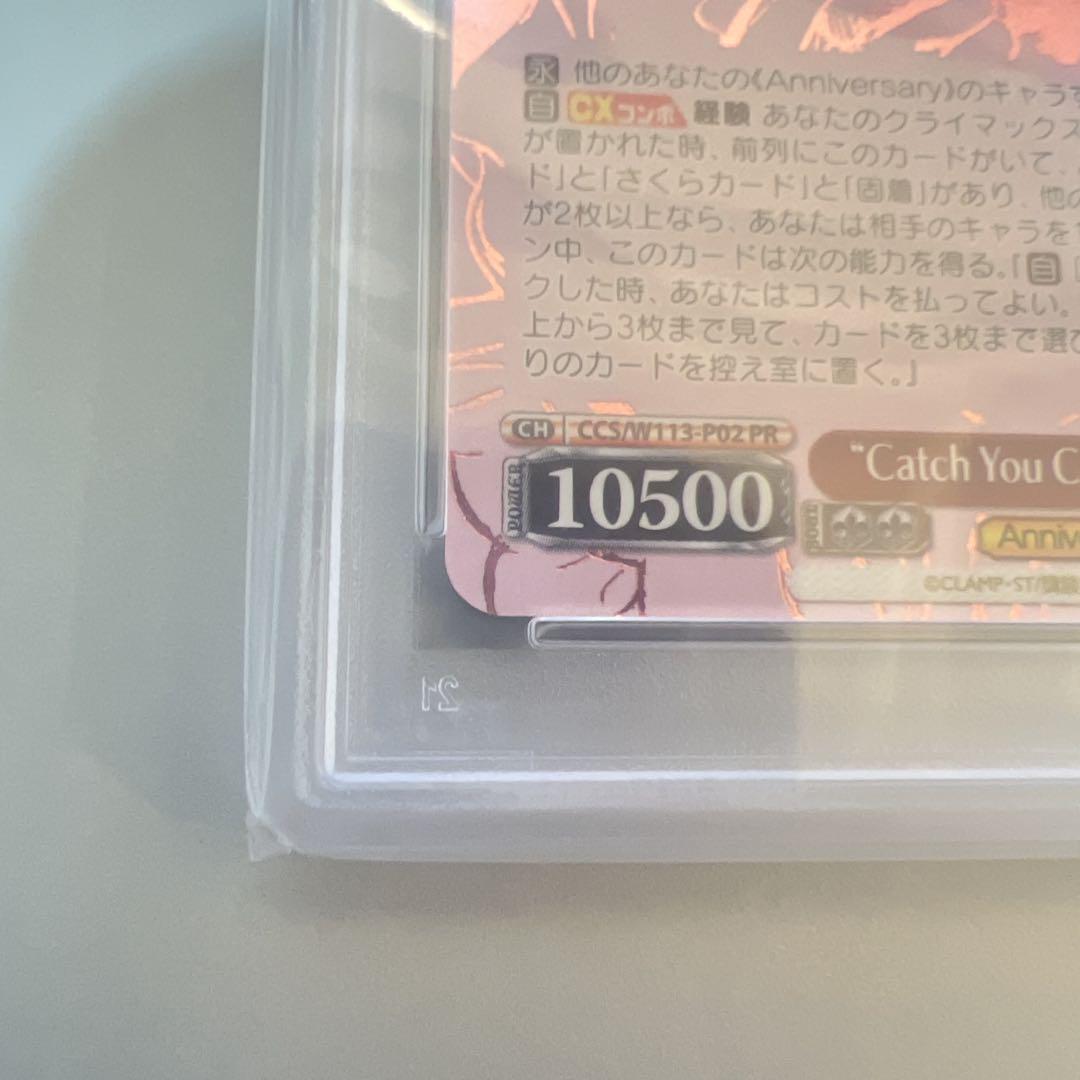 永 他のあなたの《Anniversary》のキャラ
自 CXコンボ 経験 あなたのクライマックス
が置かれた時、前列にこのカードがいて、
ド」と「さくらカード」と「固着」があり、他の
が2枚以上なら、あなたは相手のキャラを
ン中、このカードは次の能力を得る。「自
クした時、あなたはコストを払ってよい。
上から3枚まで見て、カードを3枚まで選び
りのカードを控え室に置く。」
CH CCS/W113-P02 PR
POWER 10500
"Catch You C
Anniv
©CLAMP・ST/講談
21